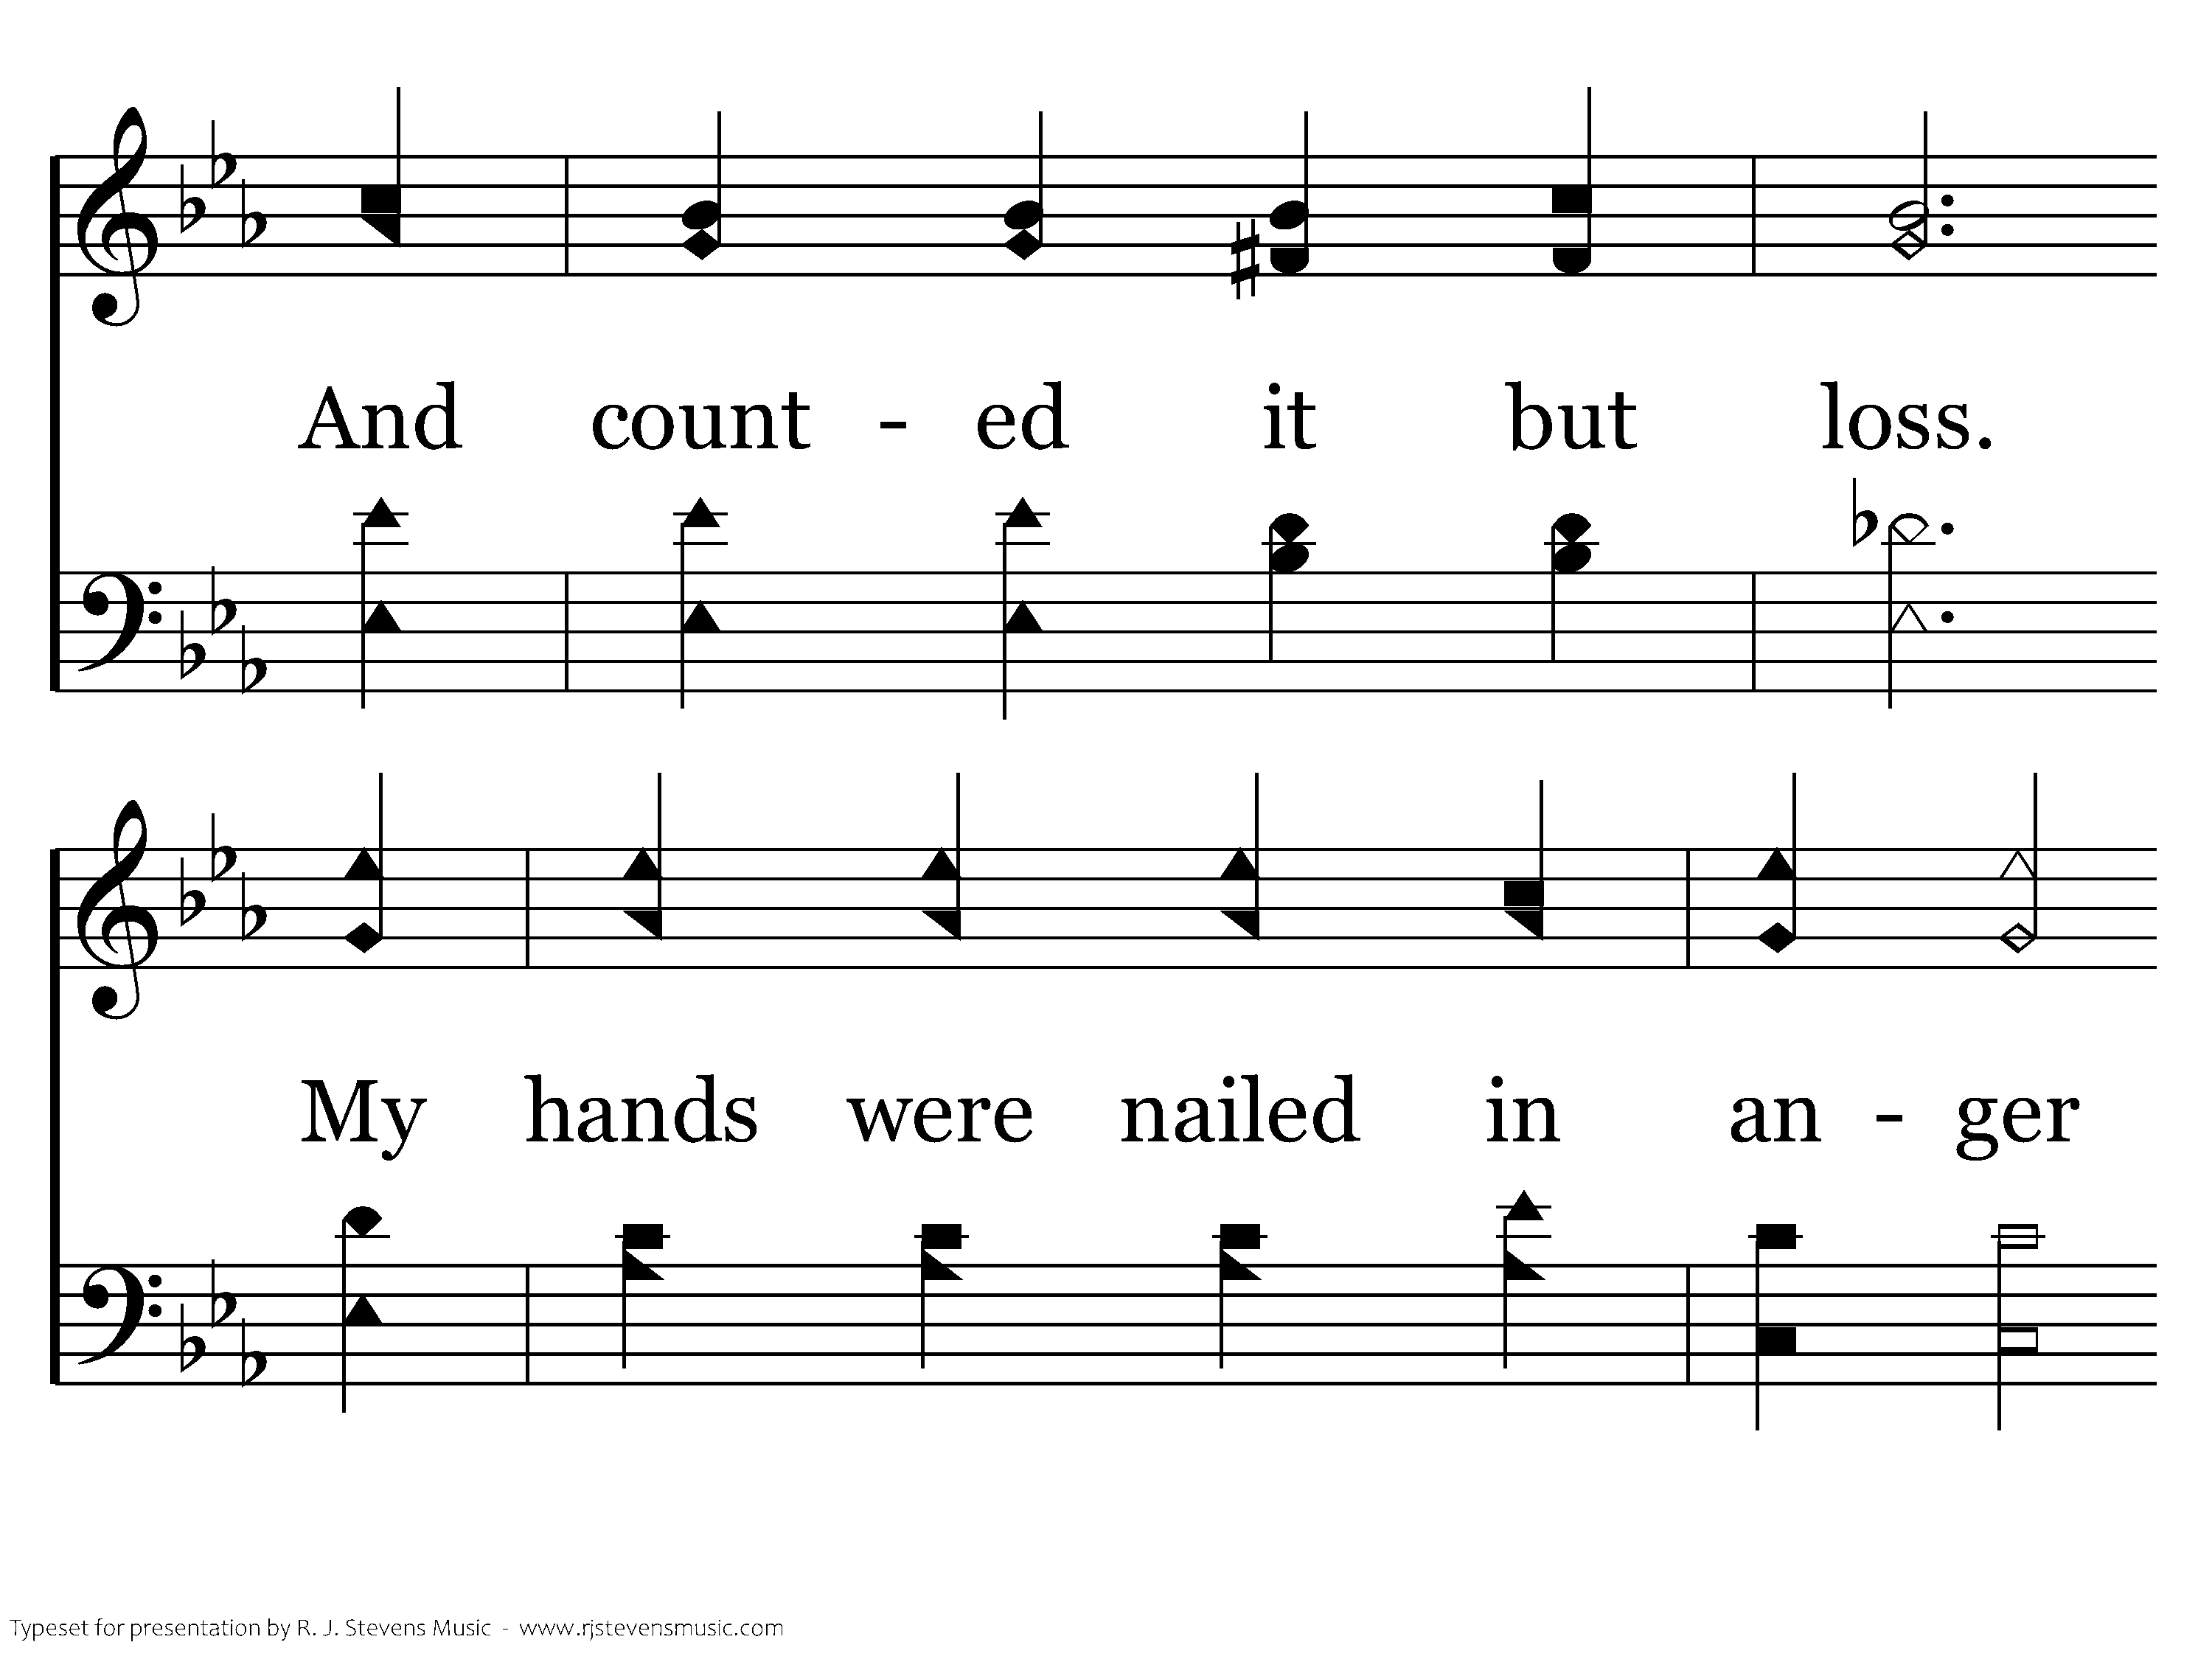 And count - ed it but loss.
My hands were nailed in an - ger
Typeset for presentation by R. J. Stevens Music - www.rjstevensmusic.com